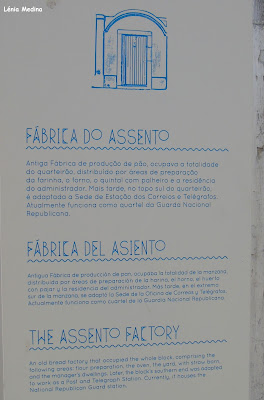 Lénia Medina
FÁBRICA DO ASSENTO
Antiga Fábrica de produção de pão, ocupava a totalidade
do quarteirão, distribuído por áreas de preparação
da farinha, o forno, o quintal com palheiro e a residência
do administrador. Mais tarde, no topo sul do quarteirão,
é adaptada a Sede de Estação dos Correios e Telégrafos.
Atualmente funciona como quartel da Guarda Nacional
Republicana.
FÁBRICA DEL ASIENTO
Antigua Fábrica de producción de pan, ocupaba la totalidad de la manzana,
distribuida por áreas de preparación de la harina, el horno, el huerto
con pajar y la residencia del administrador. Más tarde, en el extremo
sur de la manzana, se adaptó la Sede de la Oficina de Correos y Telégrafos.
Actualmente funciona como cuartel de la Guardia Nacional Republicana.
THE ASSENTO FACTORY
An old bread factory that occupied the whole block, comprising the
following areas: flour preparation, the oven, the yard, with straw barn,
and the manager's dwellings. Later, the block's southern end was adapted
to work as a Post and Telegraph Station. Currently, it houses the
Republican National Guard station.